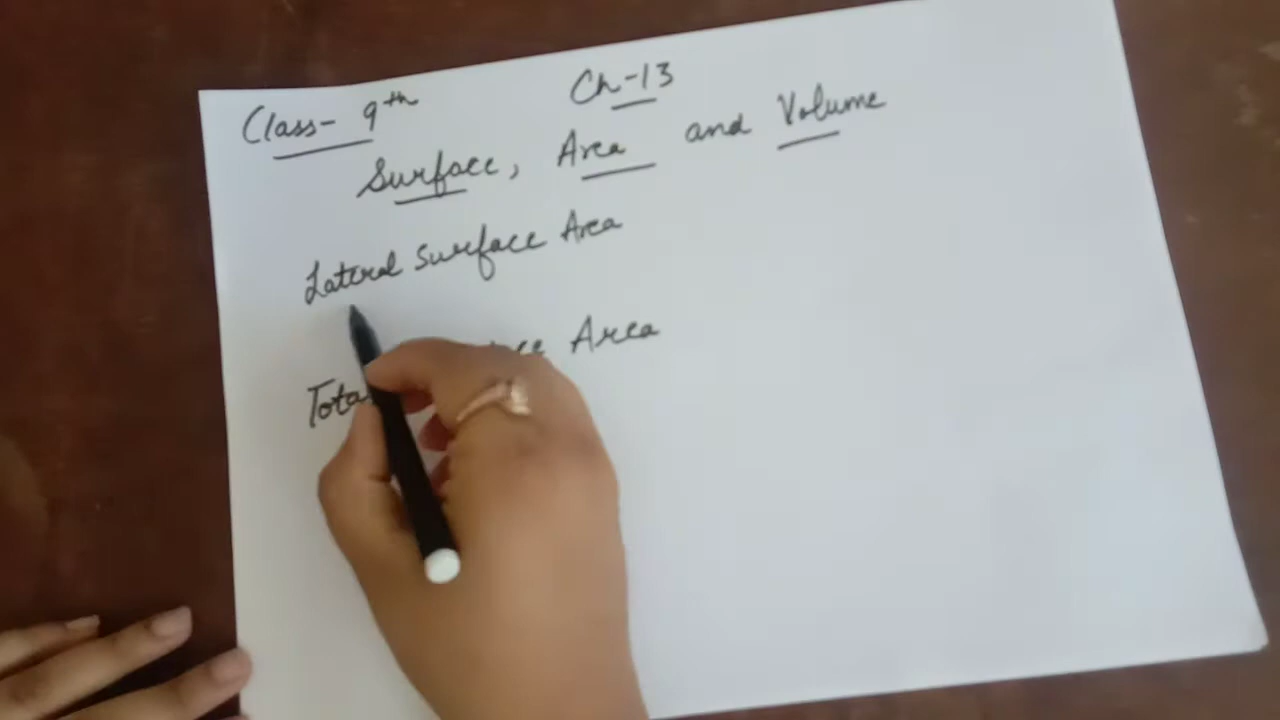 Class- 9th
Ch-13
Surface, Area and Volume
Lateral Surface Area
Area